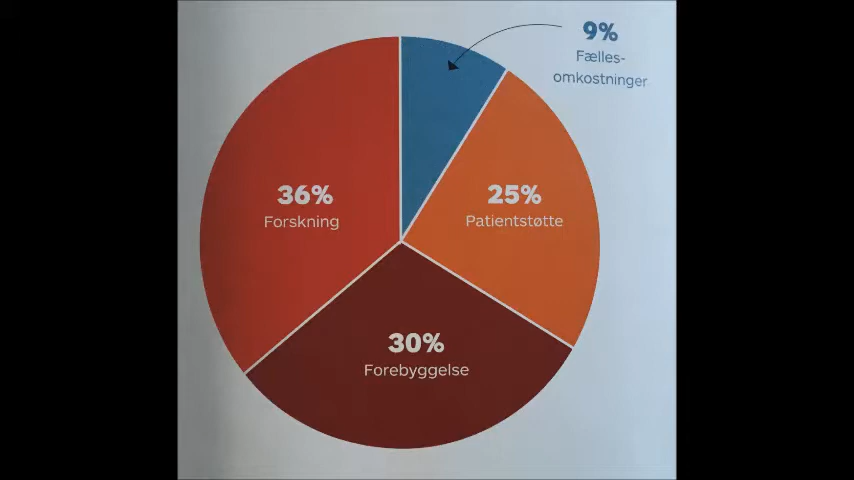 9%
Fælles-
omkostninger
36%
Forskning
25%
Patientstøtte
30%
Forebyggelse